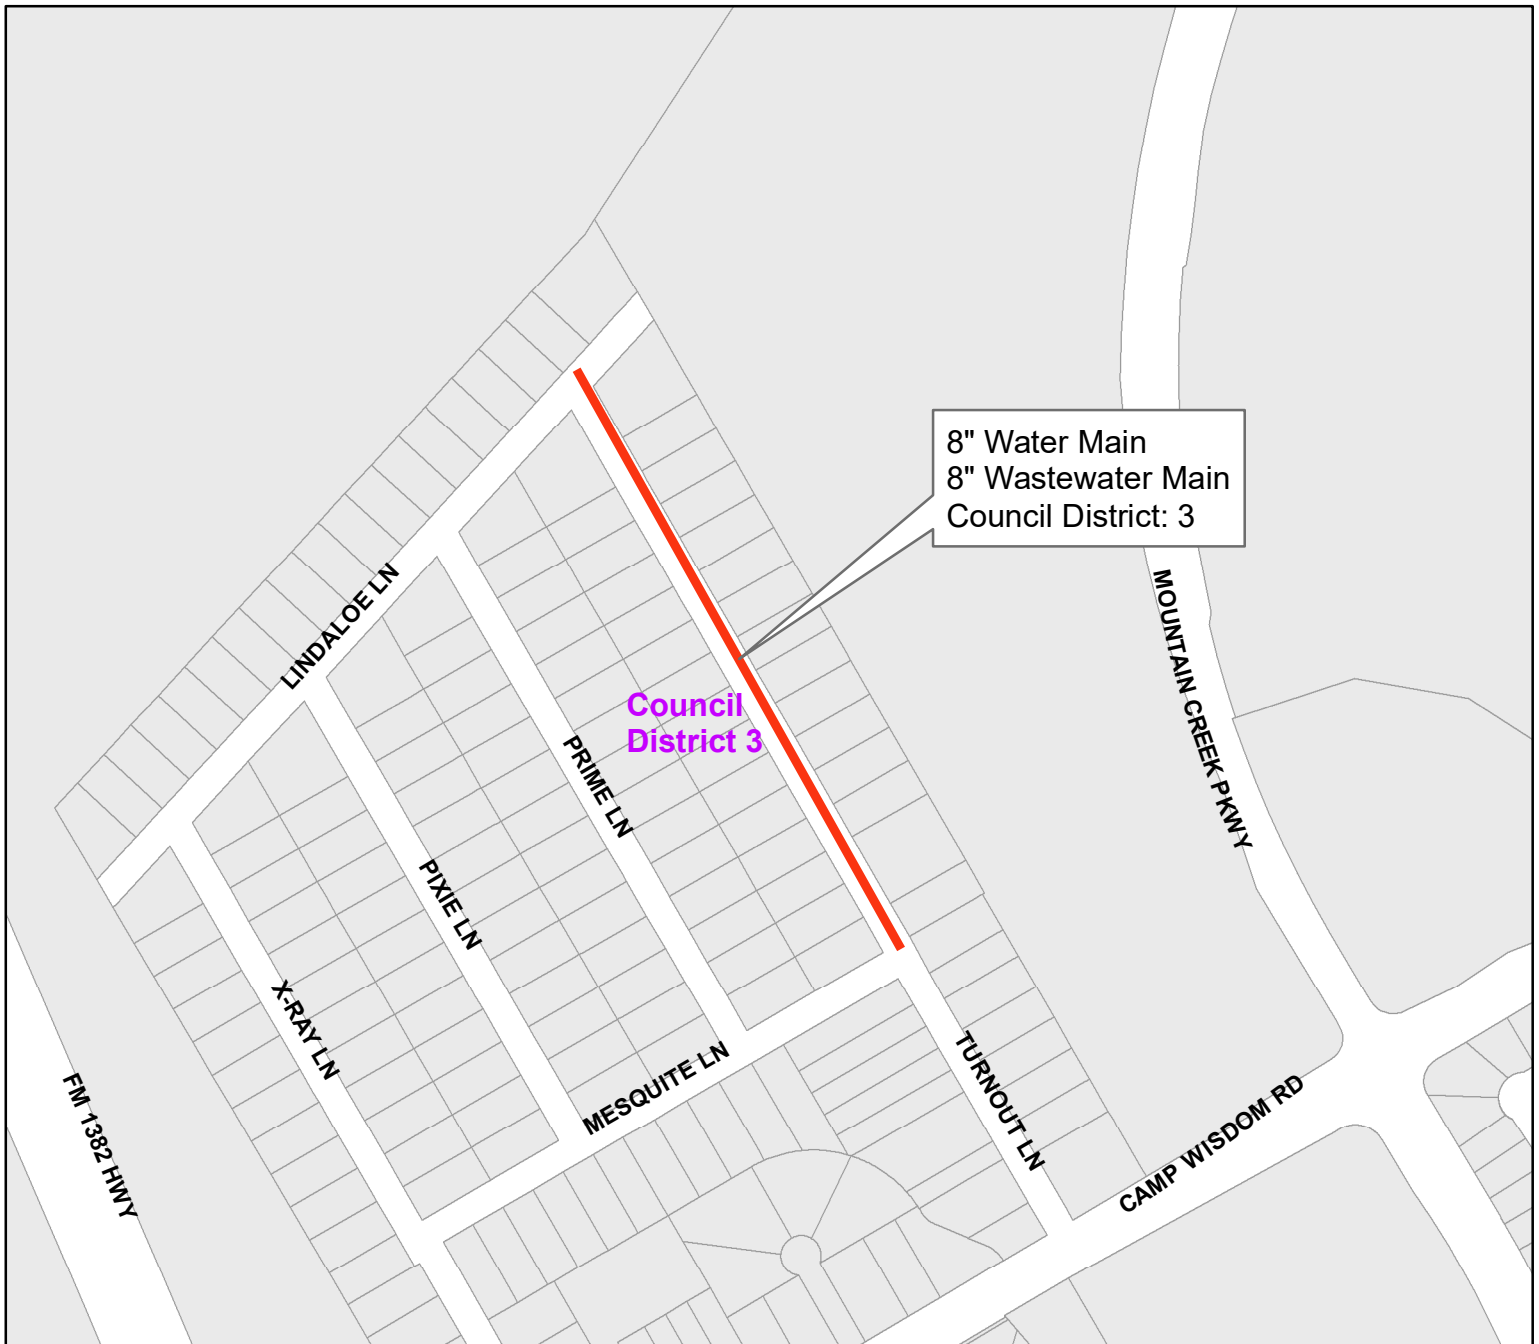 8" Water Main
8" Wastewater Main
Council District: 3
LINDALOE LN
MOUNTAIN CREEK PKWY
Council
District 3
PRIME LN
PIXIE LN
X-RAY LN
MESQUITE LN
TURNOUT LN
FM 1382 HWY
CAMP WISDOM RD